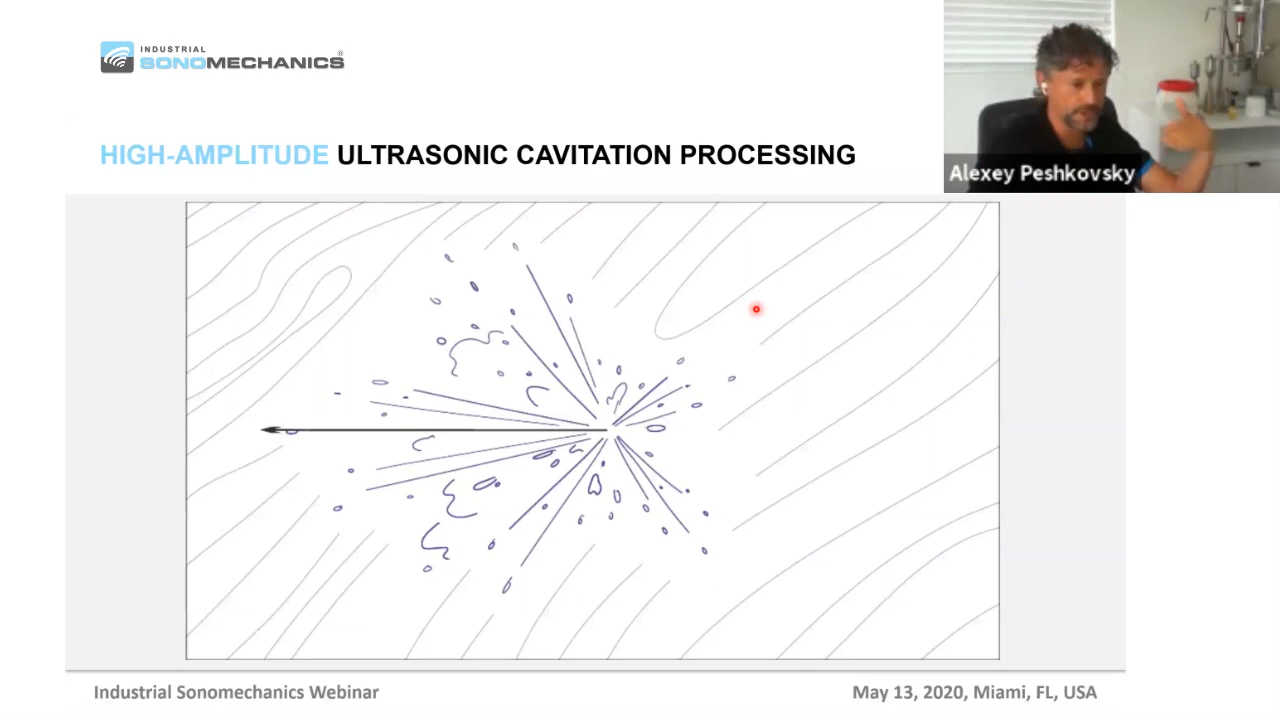 INDUSTRIAL
SONOMECHANICS®
HIGH-AMPLITUDE ULTRASONIC CAVITATION PROCESSING
Alexey Peshkovsky
Industrial Sonomechanics Webinar
May 13, 2020, Miami, FL, USA